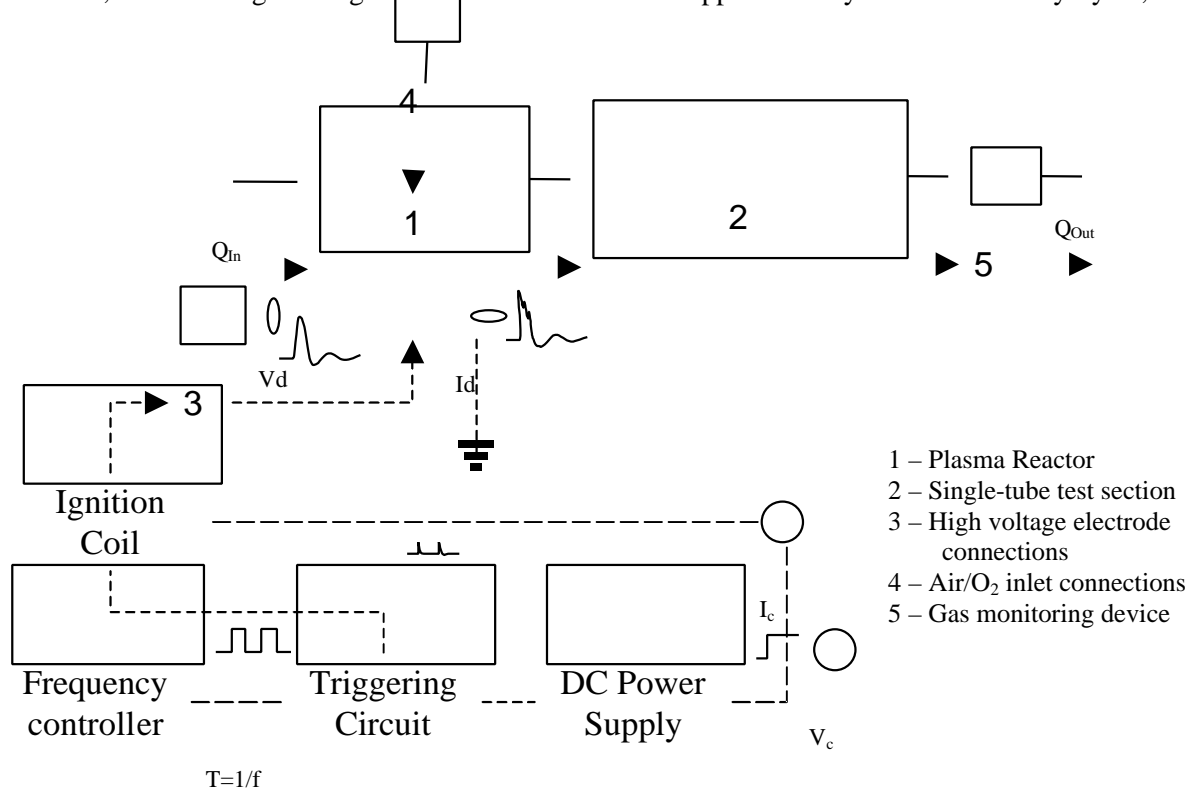 4
1
2
Q_In
Q_Out
5
Vd
Id
3
Ignition
Coil
1 – Plasma Reactor
2 – Single-tube test section
3 – High voltage electrode
connections
4 – Air/O₂ inlet connections
5 – Gas monitoring device
I_c
Frequency
controller
Triggering
Circuit
DC Power
Supply
V_c
T=1/f